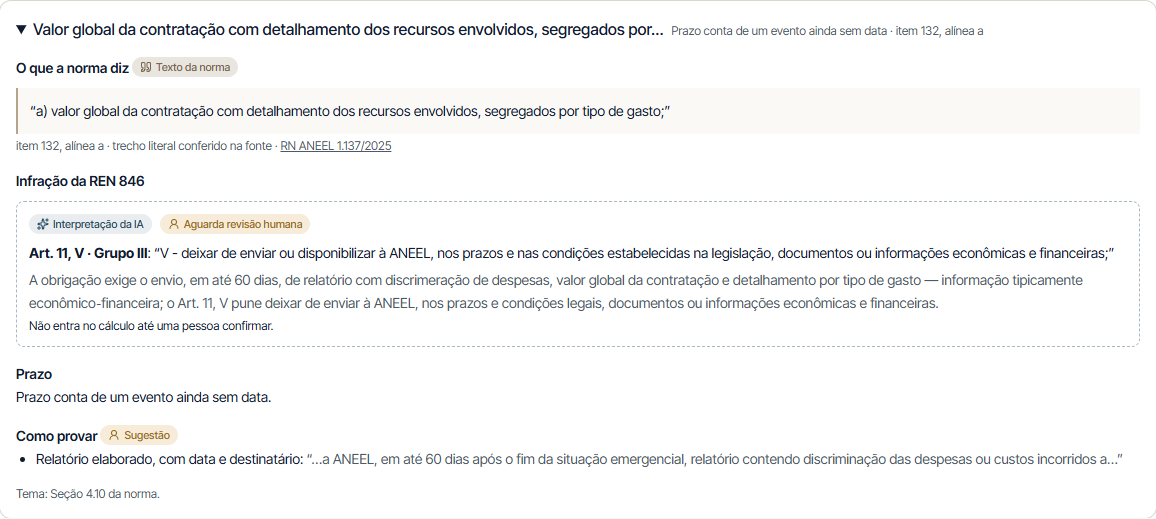 ▼ Valor global da contratação com detalhamento dos recursos envolvidos, segregados por... Prazo conta de um evento ainda sem data · item 132, alínea a
O que a norma diz Texto da norma
“a) valor global da contratação com detalhamento dos recursos envolvidos, segregados por tipo de gasto;”
item 132, alínea a · trecho literal conferido na fonte · RN ANEEL 1.137/2025
Infração da REN 846
Interpretação da IA Aguarda revisão humana
Art. 11, V · Grupo III: “V - deixar de enviar ou disponibilizar à ANEEL, nos prazos e nas condições estabelecidas na legislação, documentos ou informações econômicas e financeiras;”
A obrigação exige o envio, em até 60 dias, de relatório com discrimeração de despesas, valor global da contratação e detalhamento por tipo de gasto — informação tipicamente
econômico-financeira; o Art. 11, V pune deixar de enviar à ANEEL, nos prazos e condições legais, documentos ou informações econômicas e financeiras.
Não entra no cálculo até uma pessoa confirmar.
Prazo
Prazo conta de um evento ainda sem data.
Como provar Sugestão
• Relatório elaborado, com data e destinatário: “...a ANEEL, em até 60 dias após o fim da situação emergencial, relatório contendo discriminação das despesas ou custos incorridos a...”
Tema: Seção 4.10 da norma.